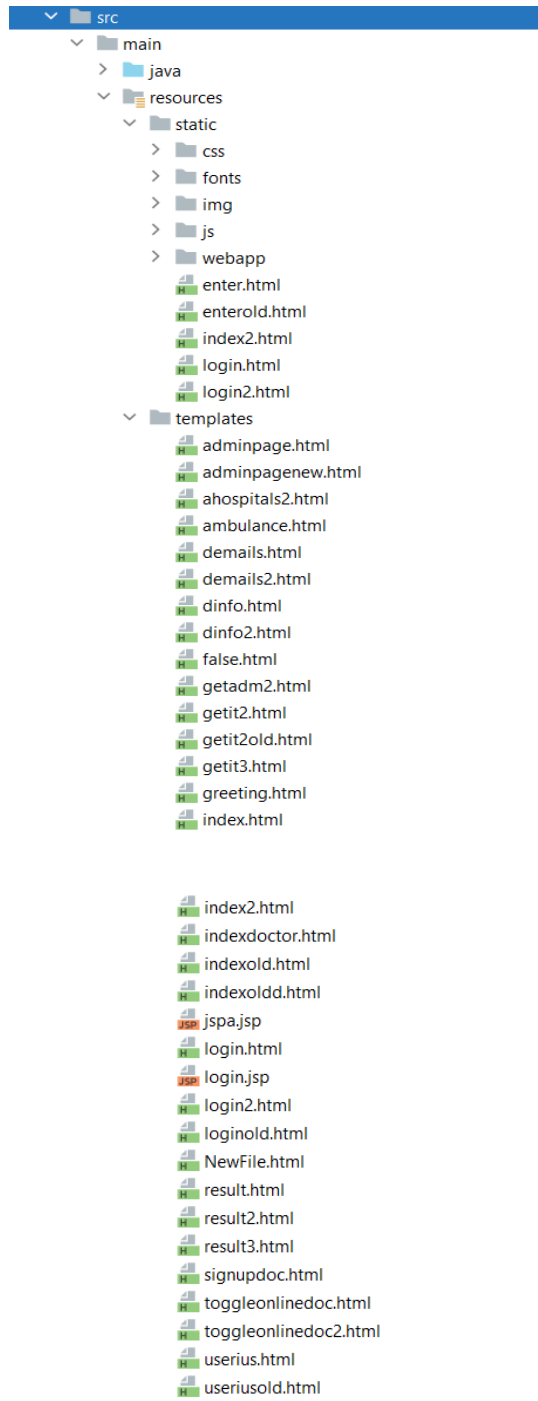 src
main
java
resources
static
css
fonts
img
js
webapp
enter.html
enterold.html
index2.html
login.html
login2.html
templates
adminpage.html
adminpagenew.html
ahospitals2.html
ambulance.html
demails.html
demails2.html
dinfo.html
dinfo2.html
false.html
getadm2.html
getit2.html
getit2old.html
getit3.html
greeting.html
index.html
index2.html
indexdoctor.html
indexold.html
indexoldd.html
jspa.jsp
login.html
login.jsp
login2.html
loginold.html
NewFile.html
result.html
result2.html
result3.html
signupdoc.html
toggleonlinedoc.html
toggleonlinedoc2.html
userius.html
useriusold.html